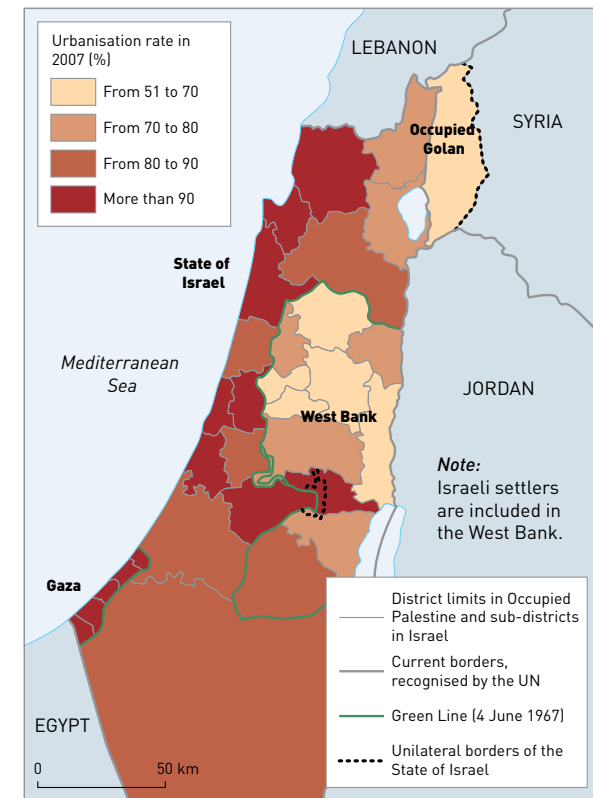 Urbanisation rate in
2007 (%)
From 51 to 70
From 70 to 80
From 80 to 90
More than 90
LEBANON
Occupied
Golan
SYRIA
State of
Israel
Mediterranean
Sea
JORDAN
West Bank
Note:
Israeli settlers
are included in
the West Bank.
Gaza
EGYPT
0 50 km
District limits in Occupied
Palestine and sub-districts
in Israel
Current borders,
recognised by the UN
Green Line (4 June 1967)
Unilateral borders of the
State of Israel